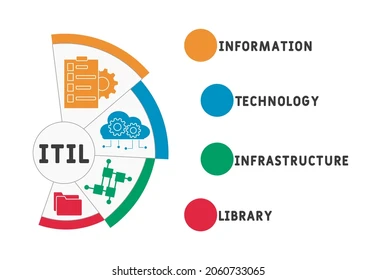 ITIL
INFORMATION
TECHNOLOGY
INFRASTRUCTURE
LIBRARY
shutterstock.com · 2060733065